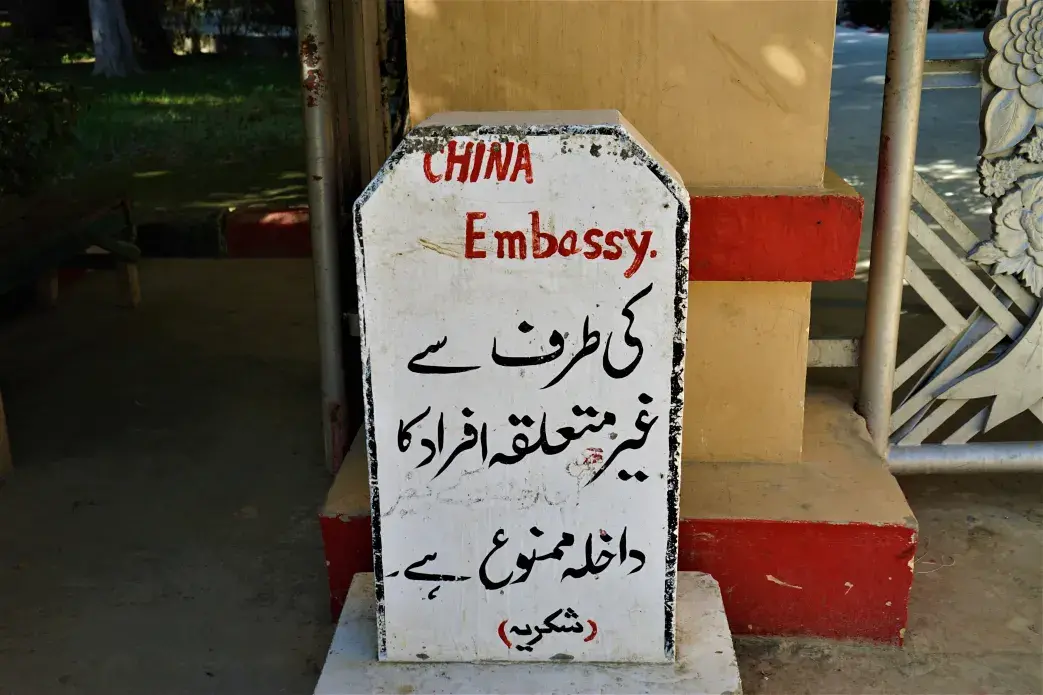 CHINA
Embassy.
کی طرف سے
غیر متعلقہ افراد کا
داخلہ ممنوع ہے۔
(شکریہ)